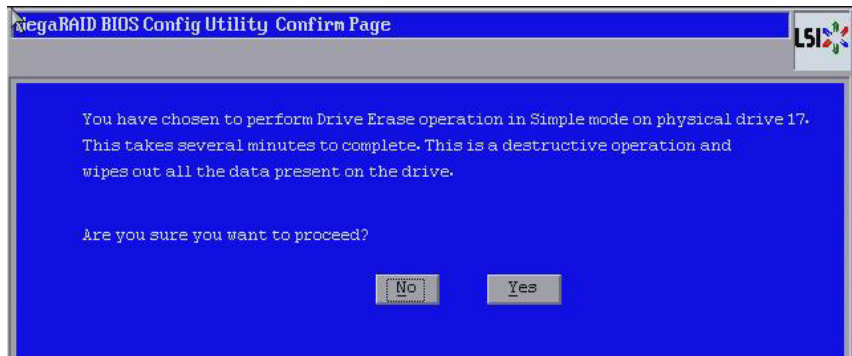 MegaRAID BIOS Config Utility Confirm Page
LSI
You have chosen to perform Drive Erase operation in Simple mode on physical drive 17.
This takes several minutes to complete. This is a destructive operation and
wipes out all the data present on the drive.
Are you sure you want to proceed?
No
Yes